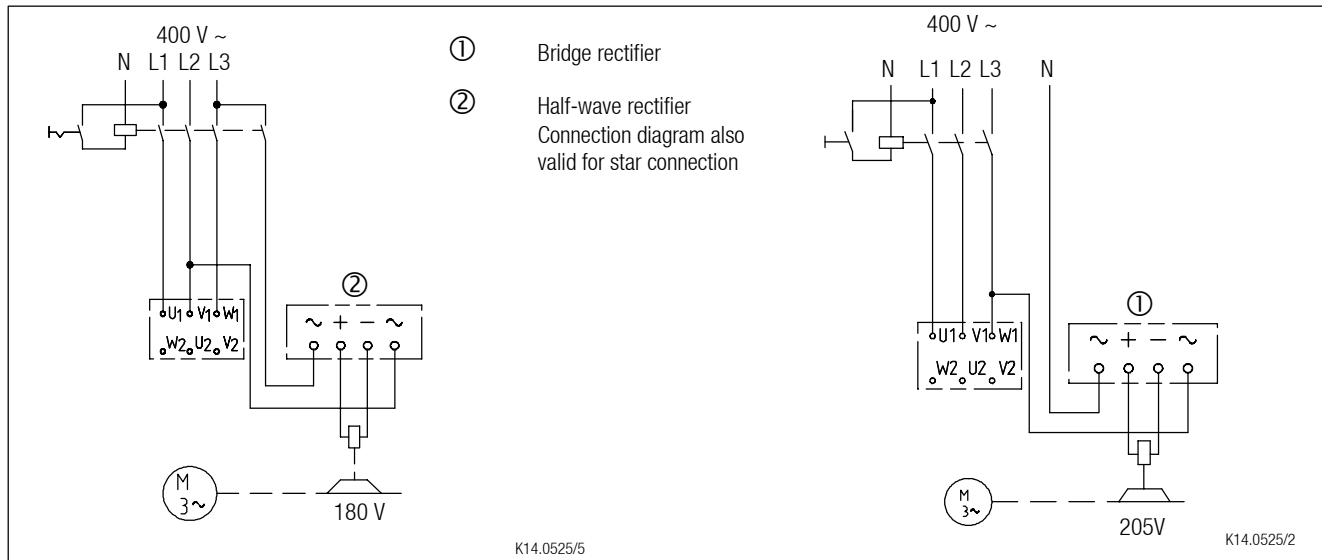 400 V ~
N L1 L2 L3
U1 V1 W1
W2 U2 V2
②
~ + − ~
M
3~
180 V
K14.0525/5
① Bridge rectifier
② Half-wave rectifier
Connection diagram also
valid for star connection
400 V ~
N L1 L2 L3 N
U1 V1 W1
W2 U2 V2
①
~ + − ~
M
3~
205V
K14.0525/2